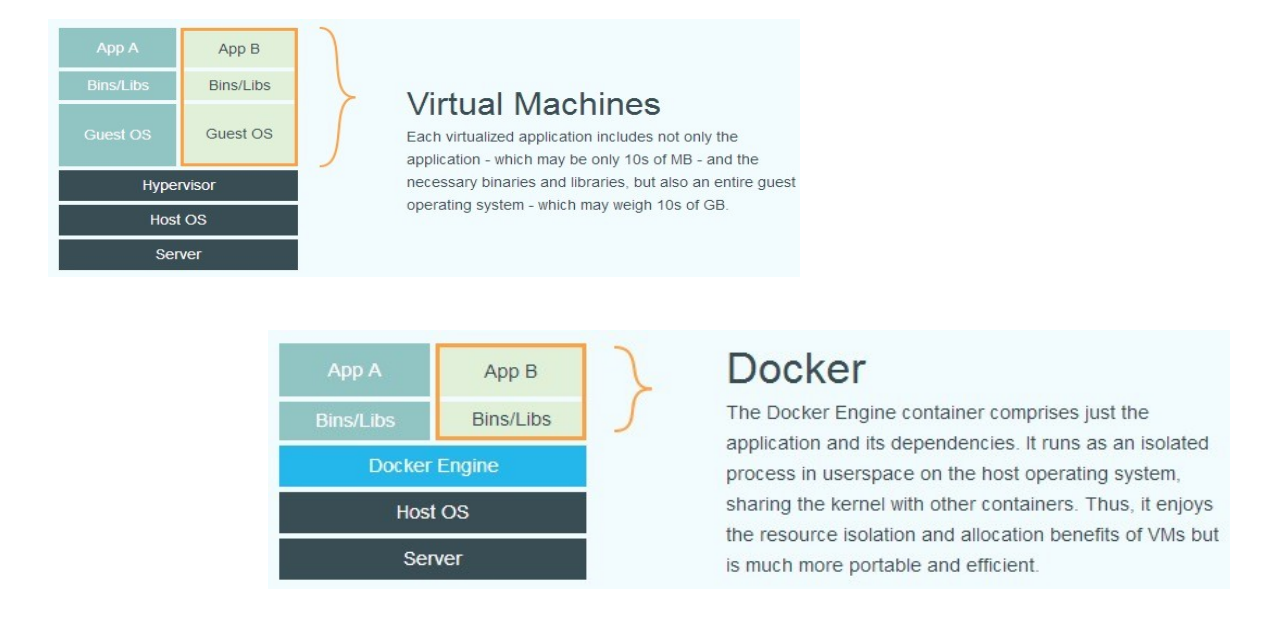 App A App B
Bins/Libs Bins/Libs
Guest OS Guest OS
Hypervisor
Host OS
Server
Virtual Machines
Each virtualized application includes not only the
application - which may be only 10s of MB - and the
necessary binaries and libraries, but also an entire guest
operating system - which may weigh 10s of GB.
App A App B
Bins/Libs Bins/Libs
Docker Engine
Host OS
Server
Docker
The Docker Engine container comprises just the
application and its dependencies. It runs as an isolated
process in userspace on the host operating system,
sharing the kernel with other containers. Thus, it enjoys
the resource isolation and allocation benefits of VMs but
is much more portable and efficient.